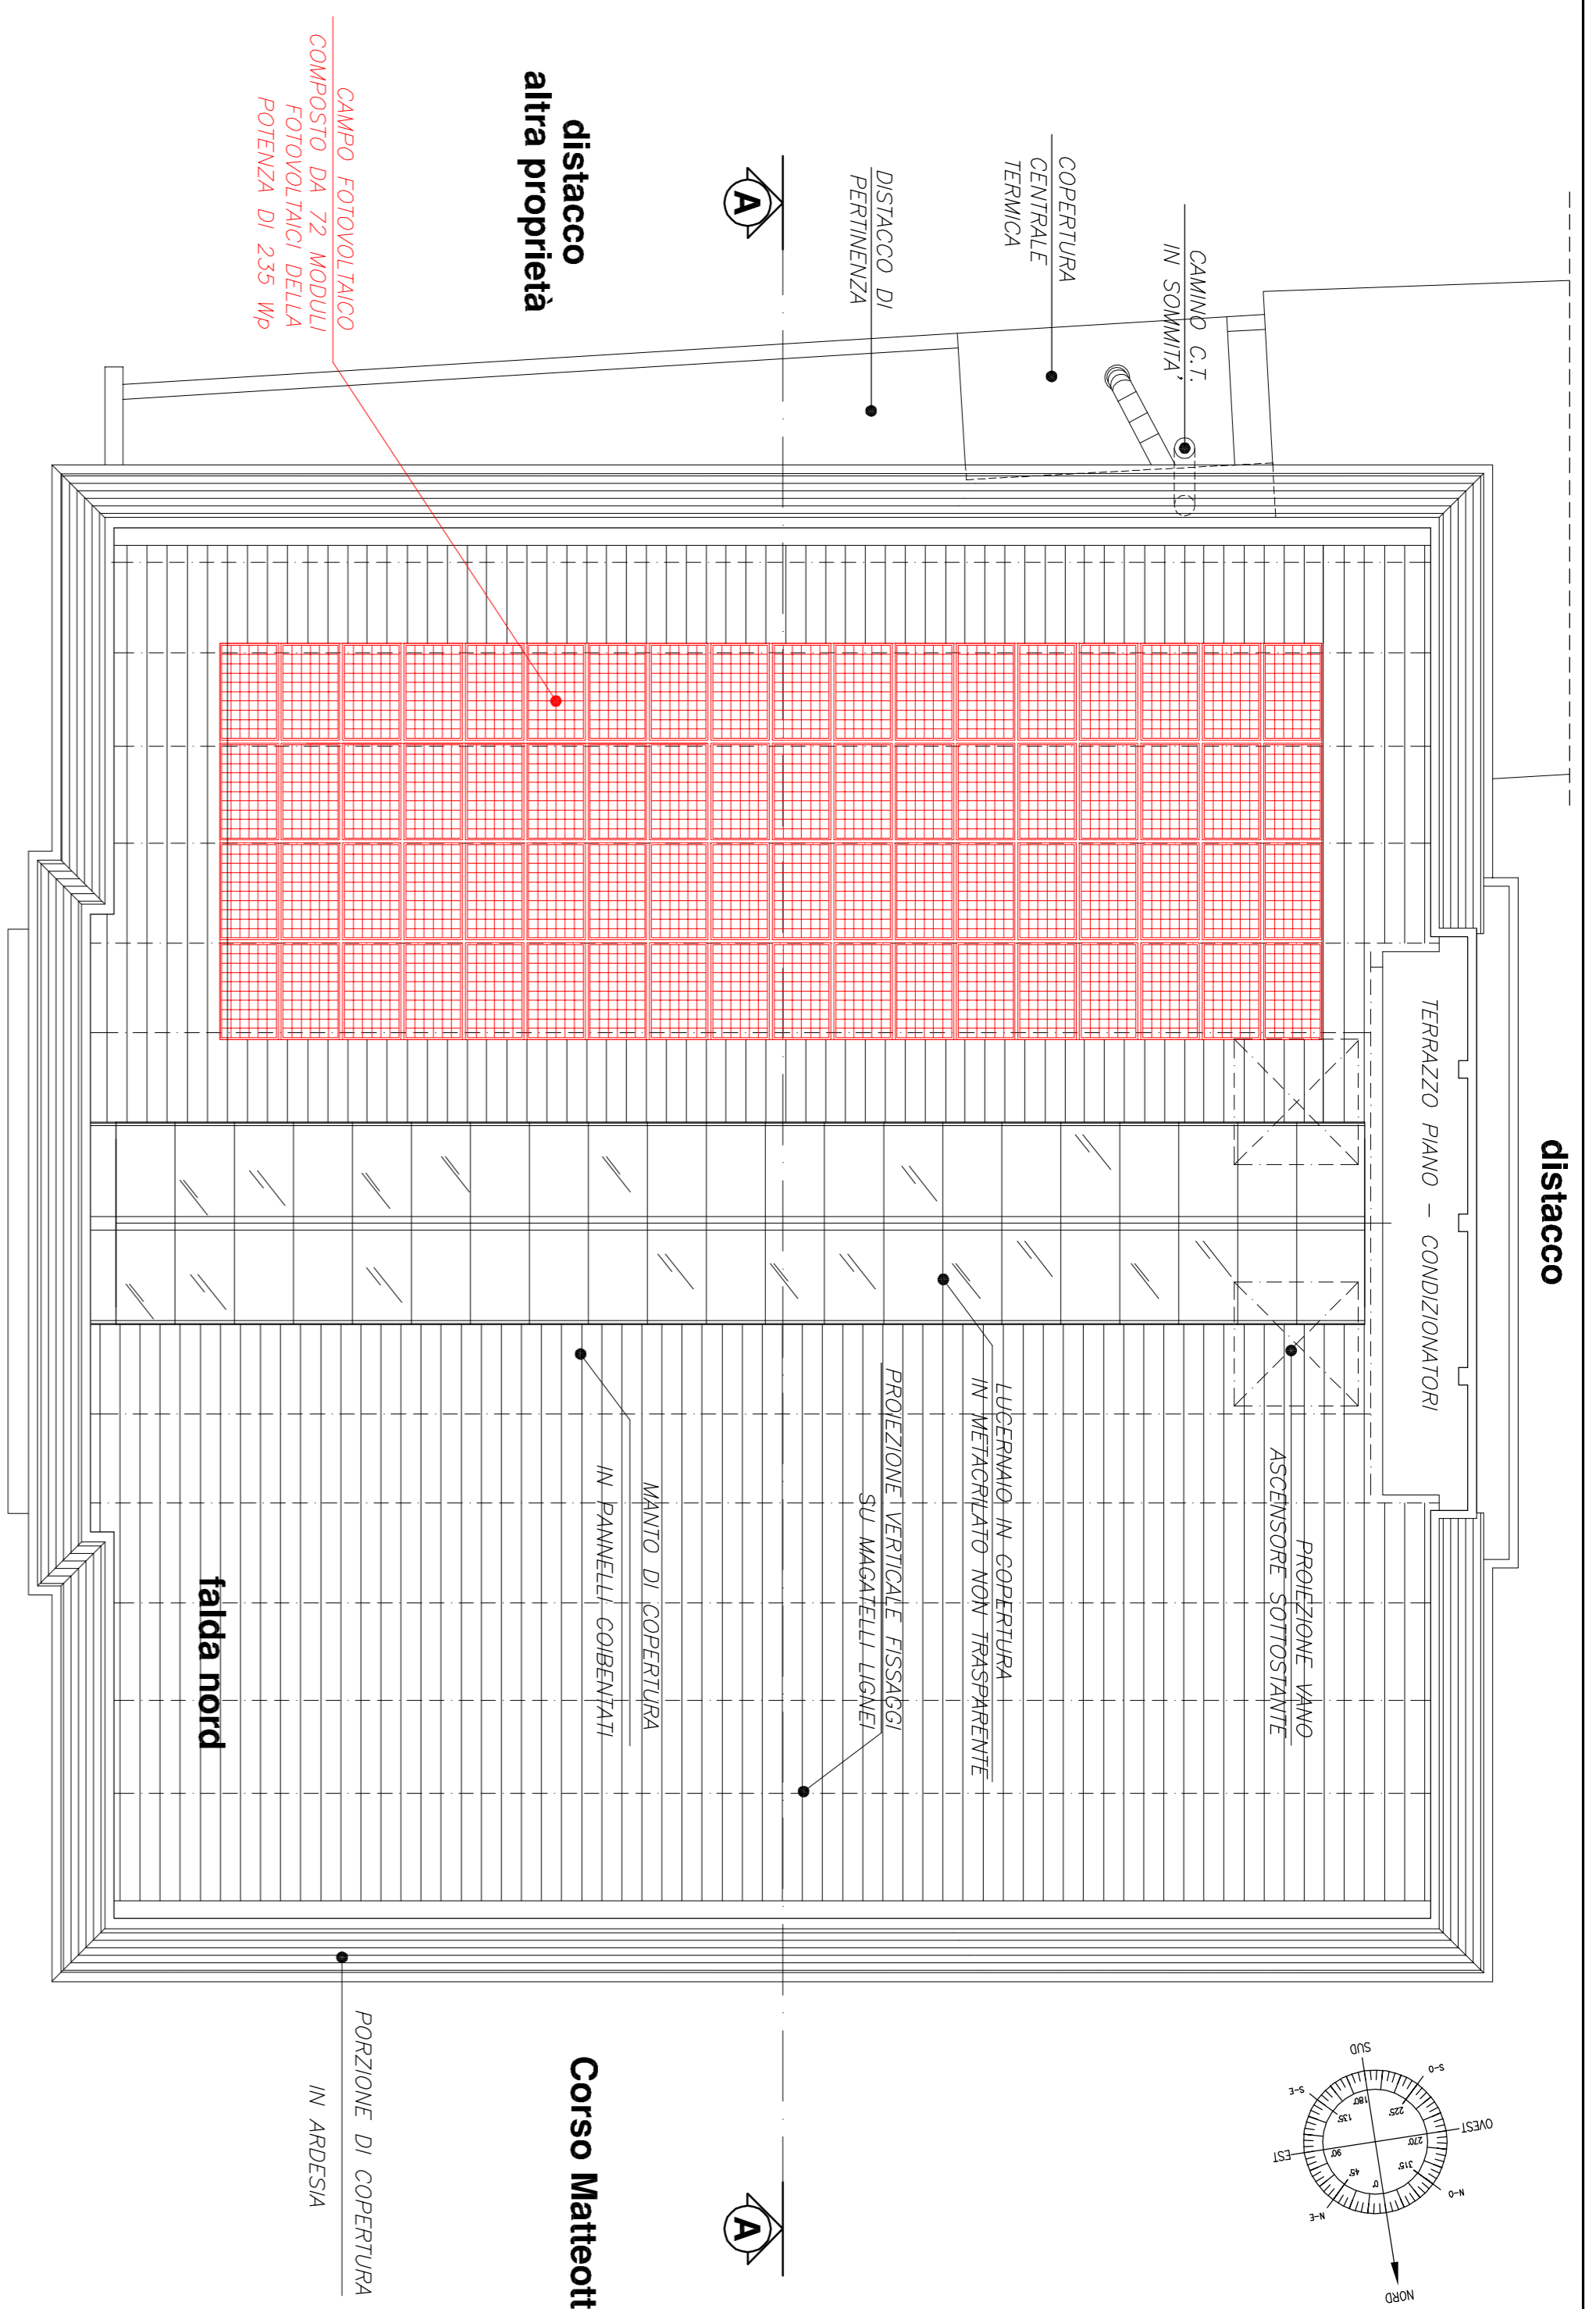 distacco
TERRAZZO PIANO - CONDIZIONATORI
CAMINO C.T.
IN SOMMITA'
COPERTURA
CENTRALE
TERMICA
DISTACCO DI
PERTINENZA
A
distacco
altra proprietà
CAMPO FOTOVOLTAICO
COMPOSTO DA 72 MODULI
FOTOVOLTAICI DELLA
POTENZA DI 235 Wp
PROIEZIONE VANO
ASCENSORE SOTTOSTANTE
LUCERNAIO IN COPERTURA
IN METACRILATO NON TRASPARENTE
PROIEZIONE VERTICALE FISSAGGI
SU MAGATELLI LIGNEI
MANTO DI COPERTURA
IN PANNELLI COIBENTATI
falda nord
PORZIONE DI COPERTURA
IN ARDESIA
Corso Matteott
A
SUD
S-O
OVEST
N-O
NORD
N-E
EST
S-E
180°
225°
270°
315°
0°
45°
90°
135°